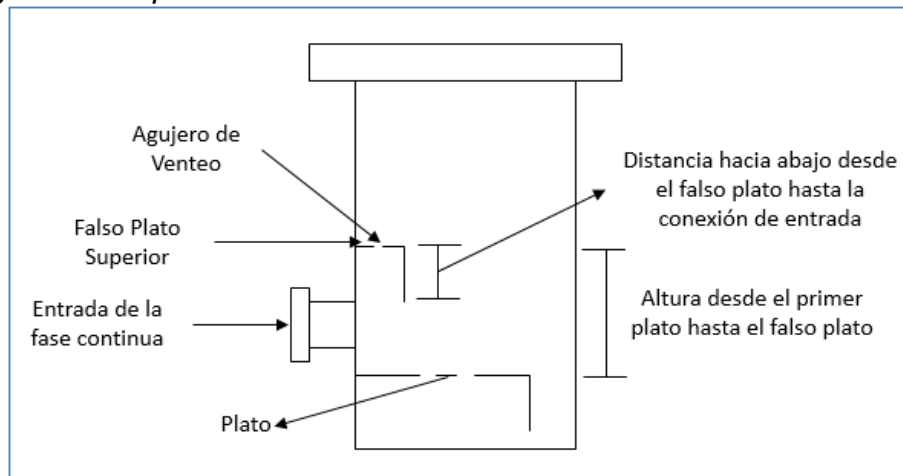 Agujero de
Venteo
Distancia hacia abajo desde
el falso plato hasta la
conexión de entrada
Falso Plato
Superior
Entrada de la
fase continua
Altura desde el primer
plato hasta el falso plato
Plato